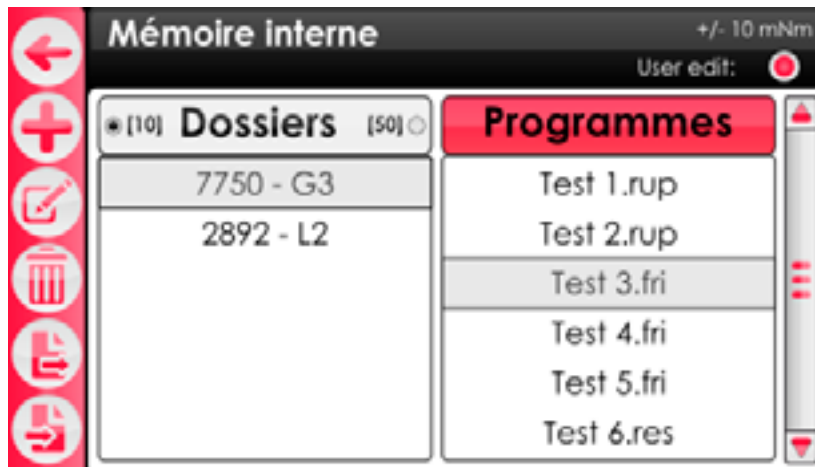 Mémoire interne
+/- 10 mNm
User edit:
[10] Dossiers [50]
Programmes
7750 - G3
2892 - L2
Test 1.rup
Test 2.rup
Test 3.fri
Test 4.fri
Test 5.fri
Test 6.res